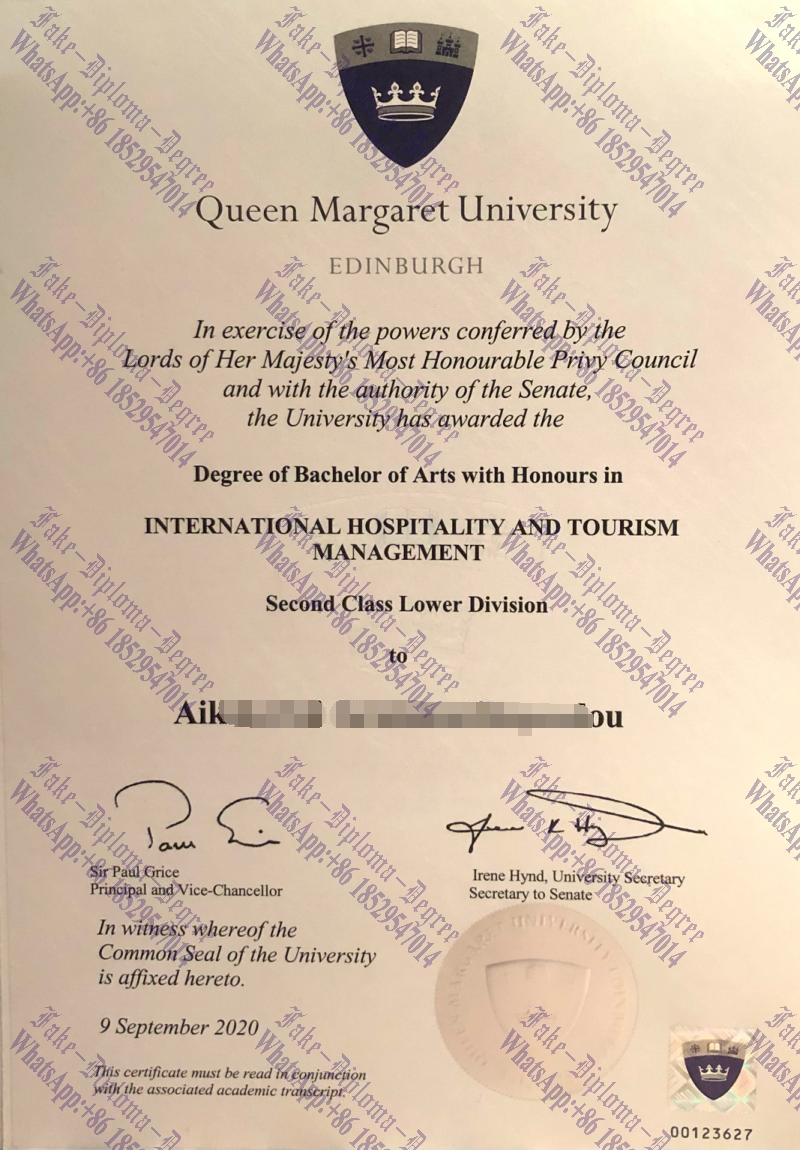 Queen Margaret University
EDINBURGH
In exercise of the powers conferred by the
Lords of Her Majesty's Most Honourable Privy Council
and with the authority of the Senate,
the University has awarded the
Degree of Bachelor of Arts with Honours in
INTERNATIONAL HOSPITALITY AND TOURISM
MANAGEMENT
Second Class Lower Division
to
Sir Paul Grice
Principal and Vice-Chancellor
Irene Hynd, University Secretary
Secretary to Senate
In witness whereof the
Common Seal of the University
is affixed hereto.
9 September 2020
This certificate must be read in conjunction
with the associated academic transcript.
00123627
Fake-Diploma-Degree
WhatsApp:+86 18529547014